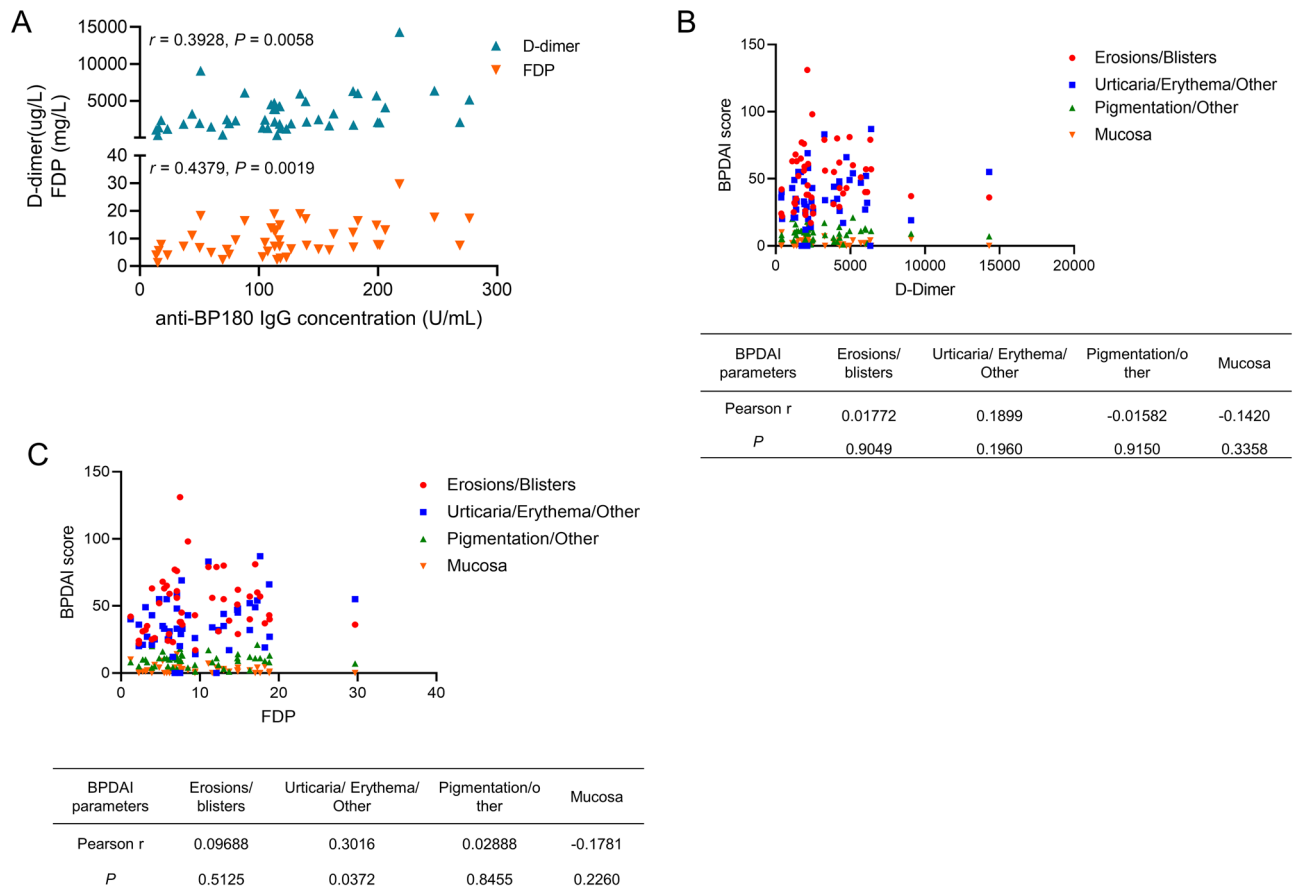 A
r = 0.3928, P = 0.0058
D-dimer
FDP
15000
10000
5000
D-dimer(ug/L)
FDP (mg/L)
r = 0.4379, P = 0.0019
40
30
20
10
0
0 100 200 300
anti-BP180 IgG concentration (U/mL)
B
150
100
50
0
BPDAI score
Erosions/Blisters
Urticaria/Erythema/Other
Pigmentation/Other
Mucosa
0 5000 10000 15000 20000
D-Dimer
BPDAI parameters Erosions/ blisters Urticaria/ Erythema/ Other Pigmentation/o ther Mucosa
Pearson r 0.01772 0.1899 -0.01582 -0.1420
P 0.9049 0.1960 0.9150 0.3358
C
150
100
50
0
BPDAI score
Erosions/Blisters
Urticaria/Erythema/Other
Pigmentation/Other
Mucosa
0 10 20 30 40
FDP
BPDAI parameters Erosions/ blisters Urticaria/ Erythema/ Other Pigmentation/o ther Mucosa
Pearson r 0.09688 0.3016 0.02888 -0.1781
P 0.5125 0.0372 0.8455 0.2260